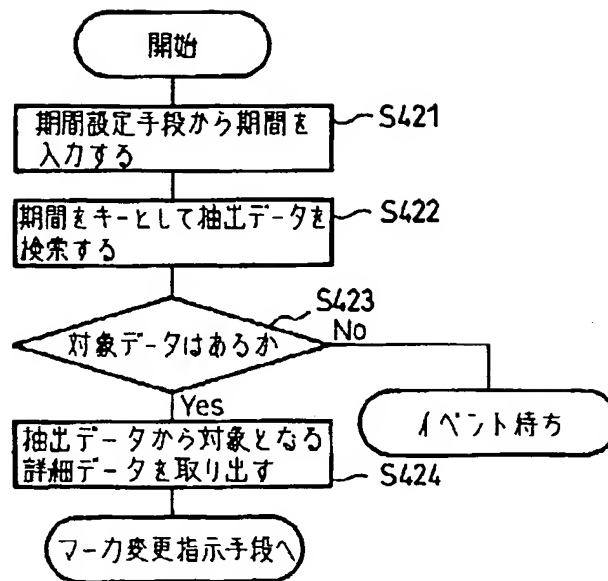 開始
期間設定手段から期間を
入力する
S421
期間をキーとして抽出データを
検索する
S422
S423
対象データはあるか
No
Yes
イベント待ち
抽出データから対象となる
詳細データを取り出す
S424
マーカ変更指示手段へ